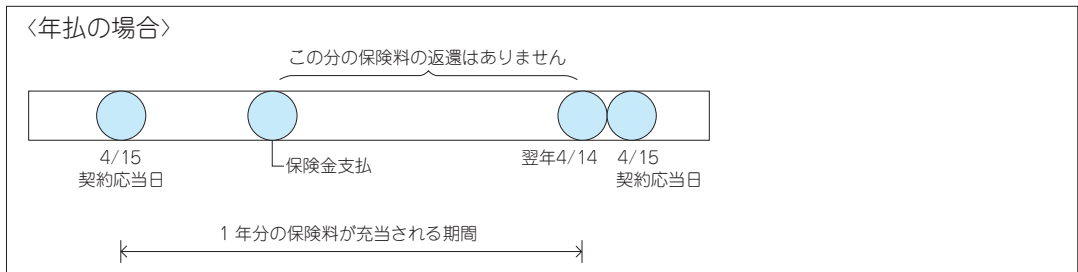 〈年払の場合〉
この分の保険料の返還はありません
4/15
契約応当日
保険金支払
翌年4/14
4/15
契約応当日
1年分の保険料が充当される期間